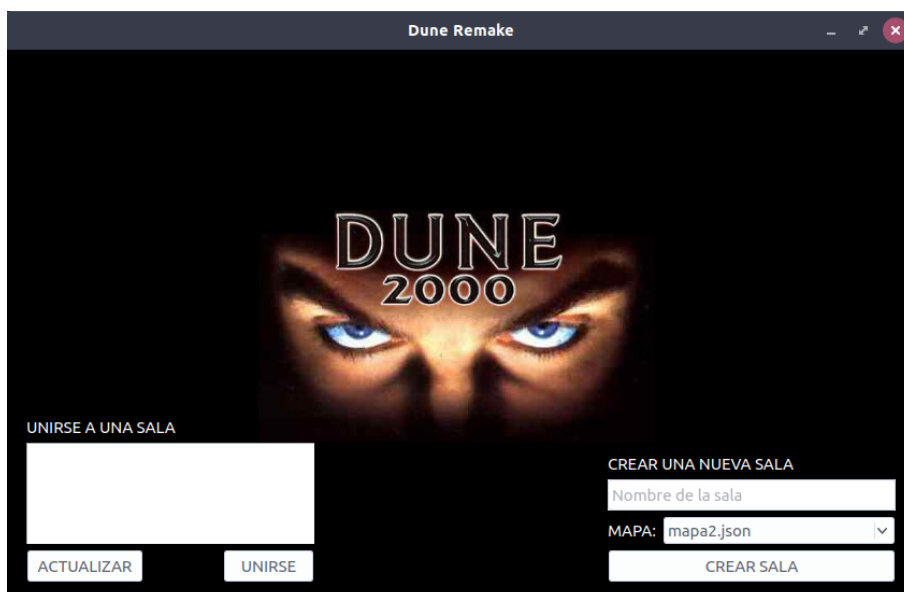 Dune Remake
DUNE
2000
UNIRSE A UNA SALA
ACTUALIZAR
UNIRSE
CREAR UNA NUEVA SALA
Nombre de la sala
MAPA: mapa2.json
CREAR SALA